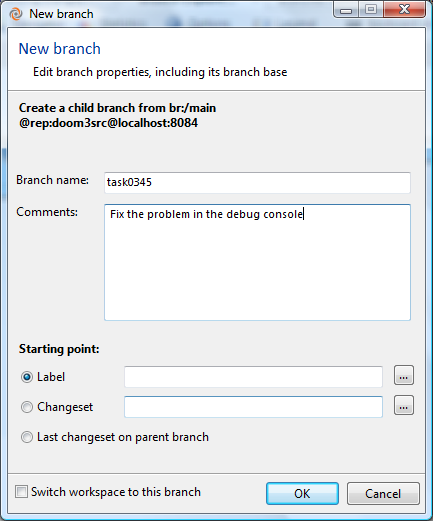 New branch
New branch
Edit branch properties, including its branch base
Create a child branch from br:/main
@rep:doom3src@localhost:8084
Branch name: task0345
Comments: Fix the problem in the debug console
Starting point:
Label ...
Changeset ...
Last changeset on parent branch
Switch workspace to this branch OK Cancel